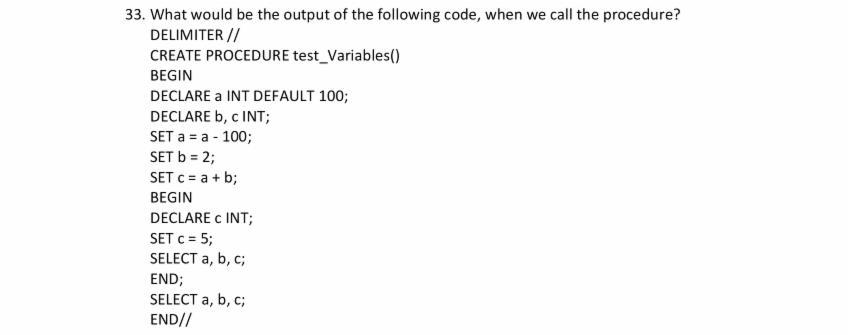 33. What would be the output of the following code, when we call the procedure?
DELIMITER //
CREATE PROCEDURE test_Variables()
BEGIN
DECLARE a INT DEFAULT 100;
DECLARE b, c INT;
SET a = a - 100;
SET b = 2;
SET c = a + b;
BEGIN
DECLARE c INT;
SET c = 5;
SELECT a, b, c;
END;
SELECT a, b, c;
END//